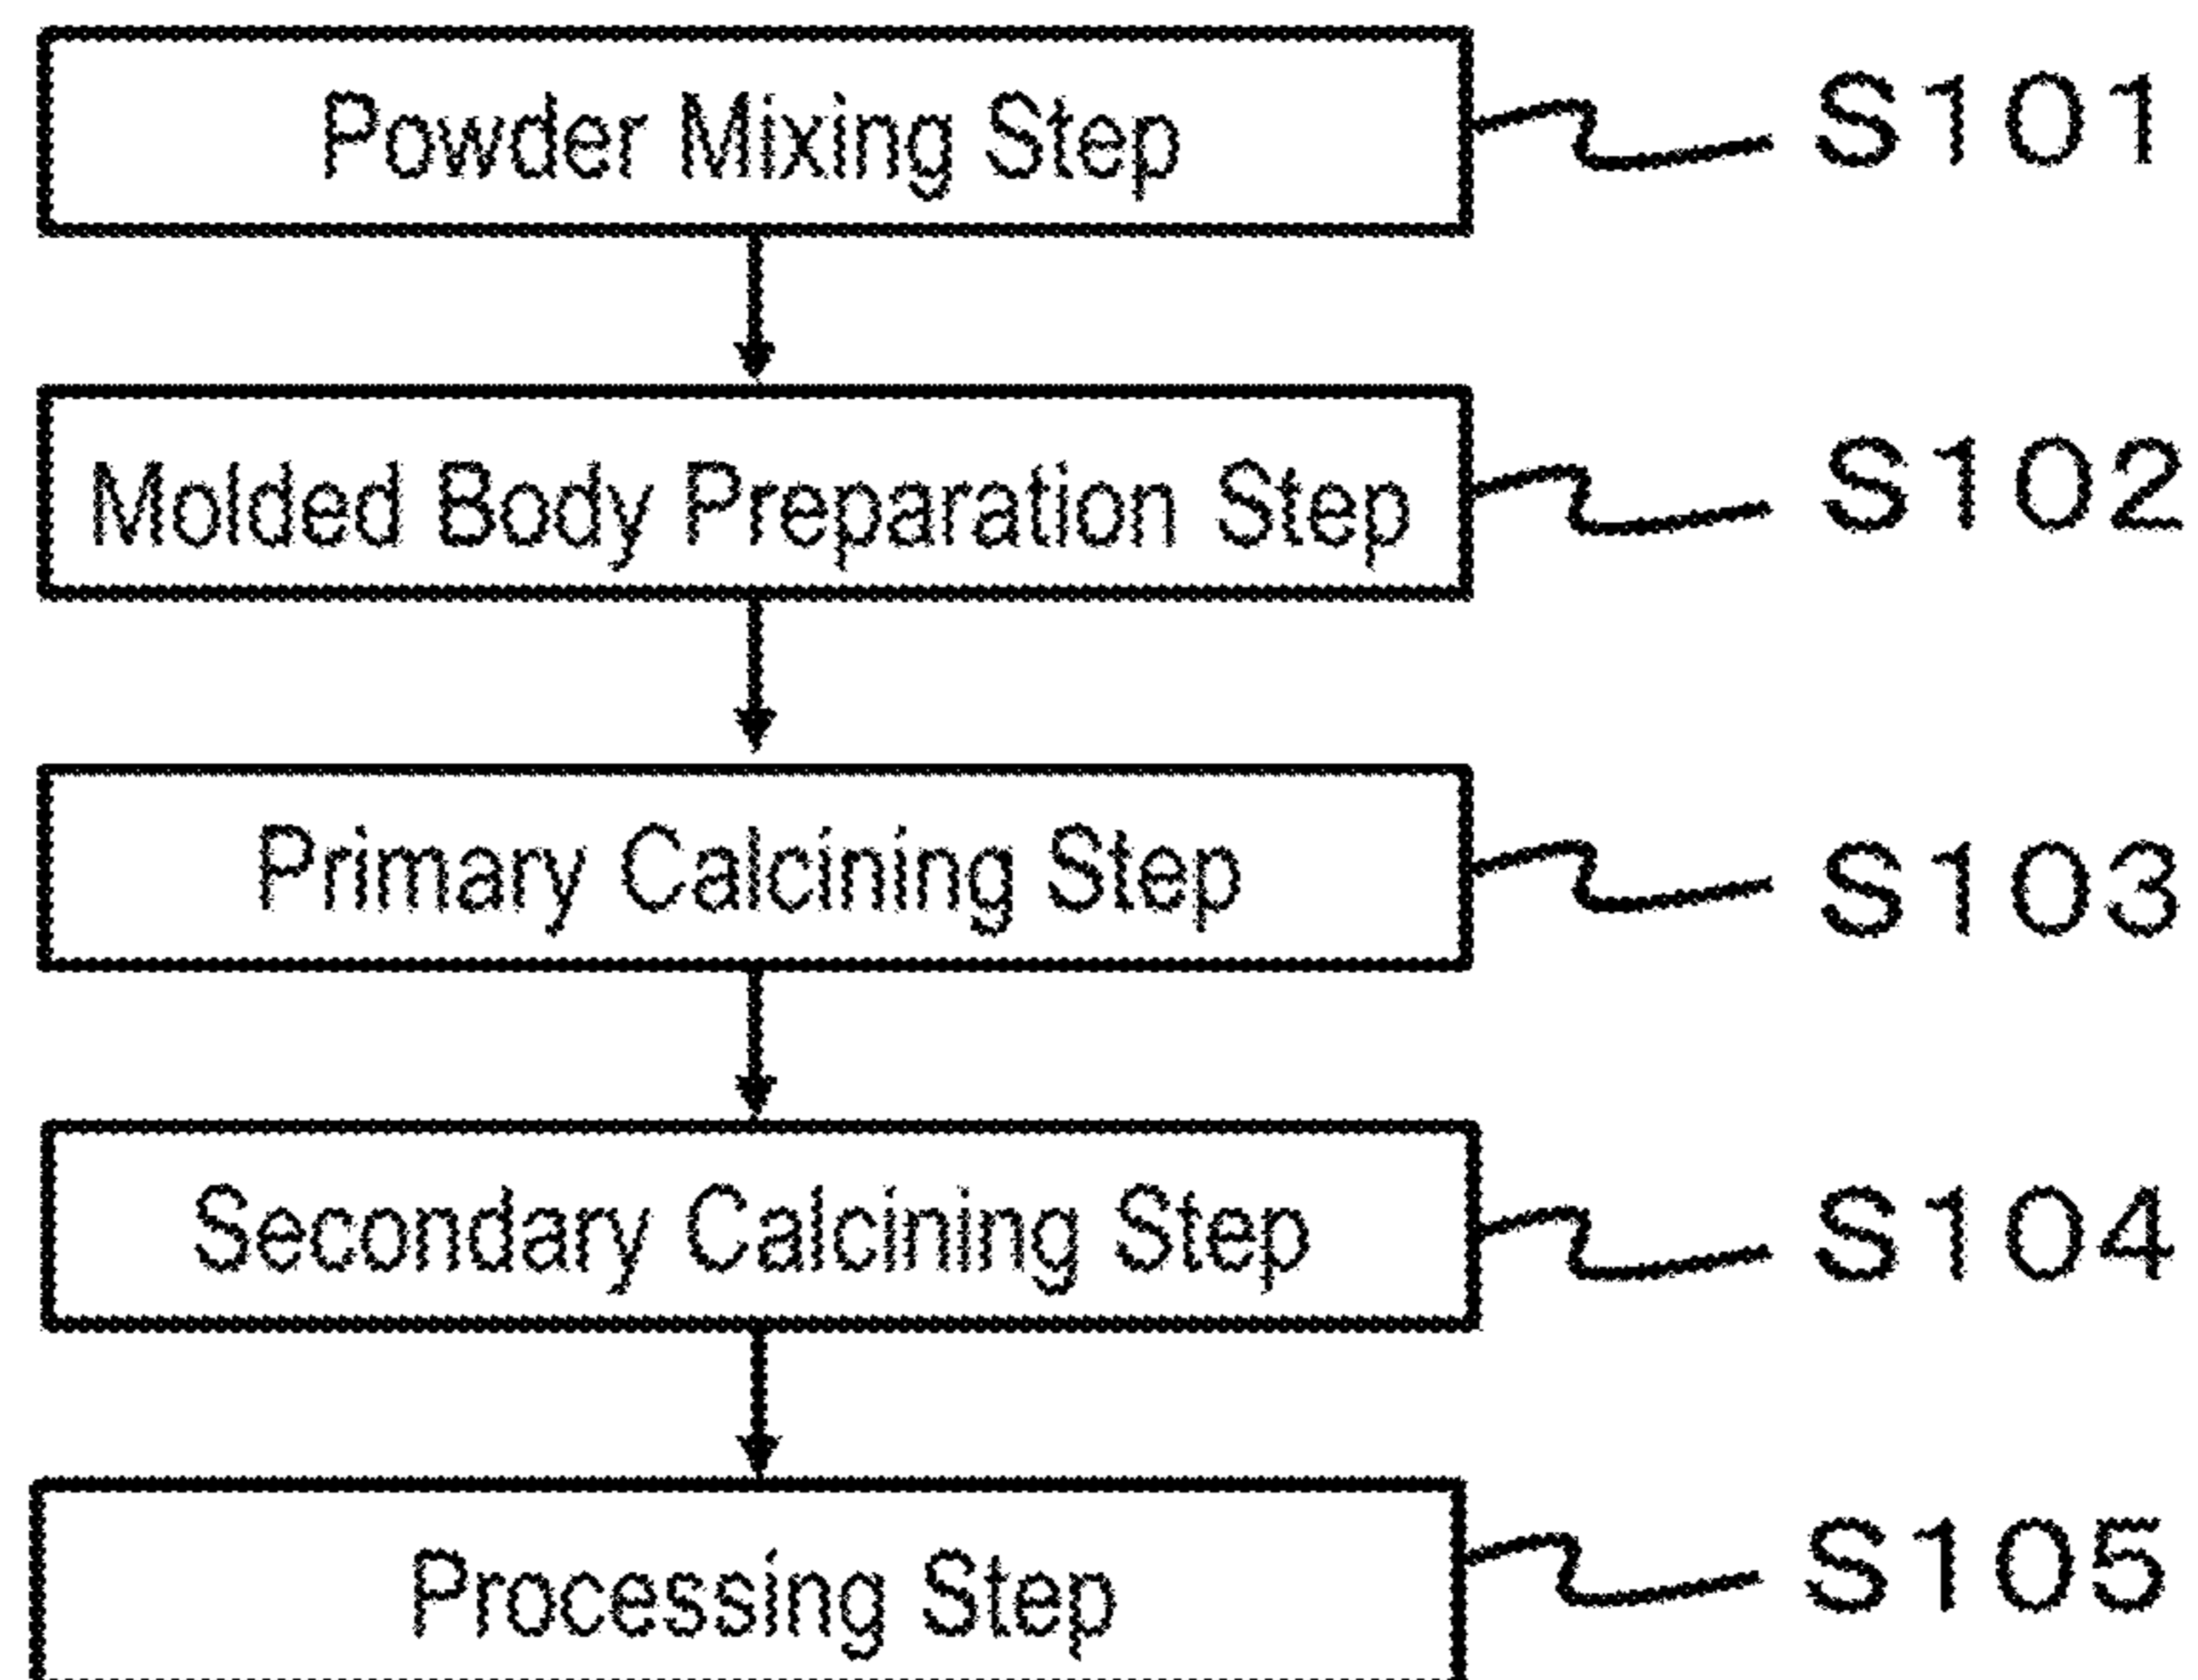 Powder Mixing Step S101
Molded Body Preparation Step S102
Primary Calcining Step S103
Secondary Calcining Step S104
Processing Step S105